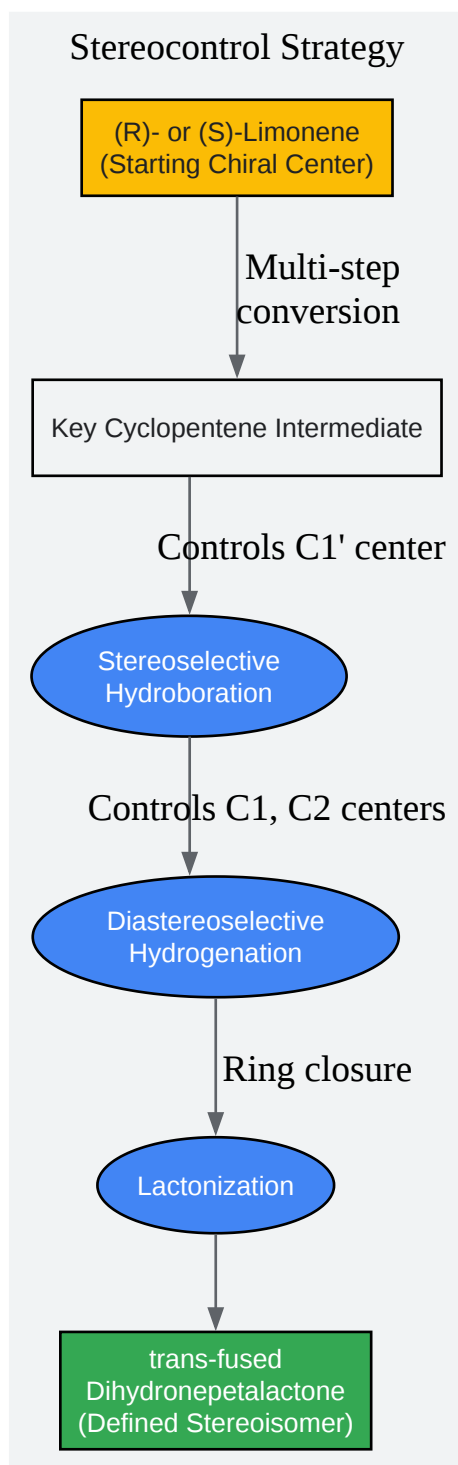 Stereocontrol Strategy
(R)- or (S)-Limonene
(Starting Chiral Center)
Multi-step
conversion
Key Cyclopentene Intermediate
Controls C1' center
Stereoselective
Hydroboration
Controls C1, C2 centers
Diastereoselective
Hydrogenation
Ring closure
Lactonization
trans-fused
Dihydronepetalactone
(Defined Stereoisomer)